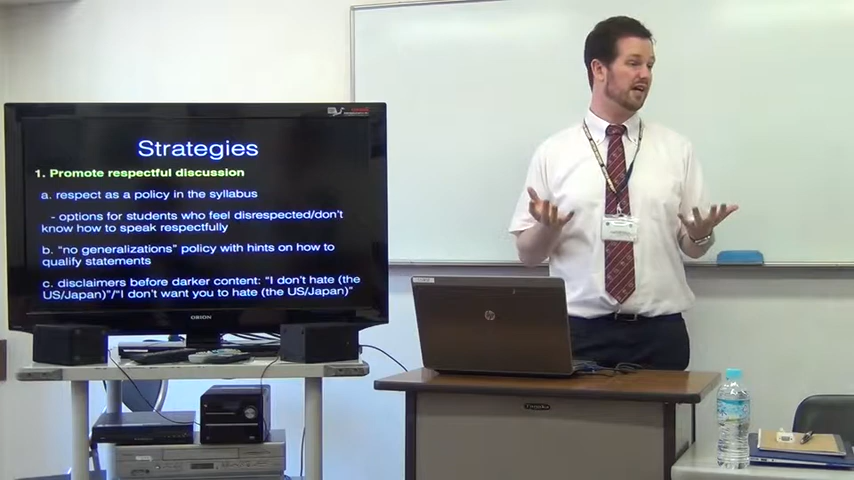 Strategies
1. Promote respectful discussion
a. respect as a policy in the syllabus
- options for students who feel disrespected/don't
know how to speak respectfully
b. "no generalizations" policy with hints on how to
qualify statements
c. disclaimers before darker content: "I don't hate (the
US/Japan)"/"I don't want you to hate (the US/Japan)"
ORION
hp